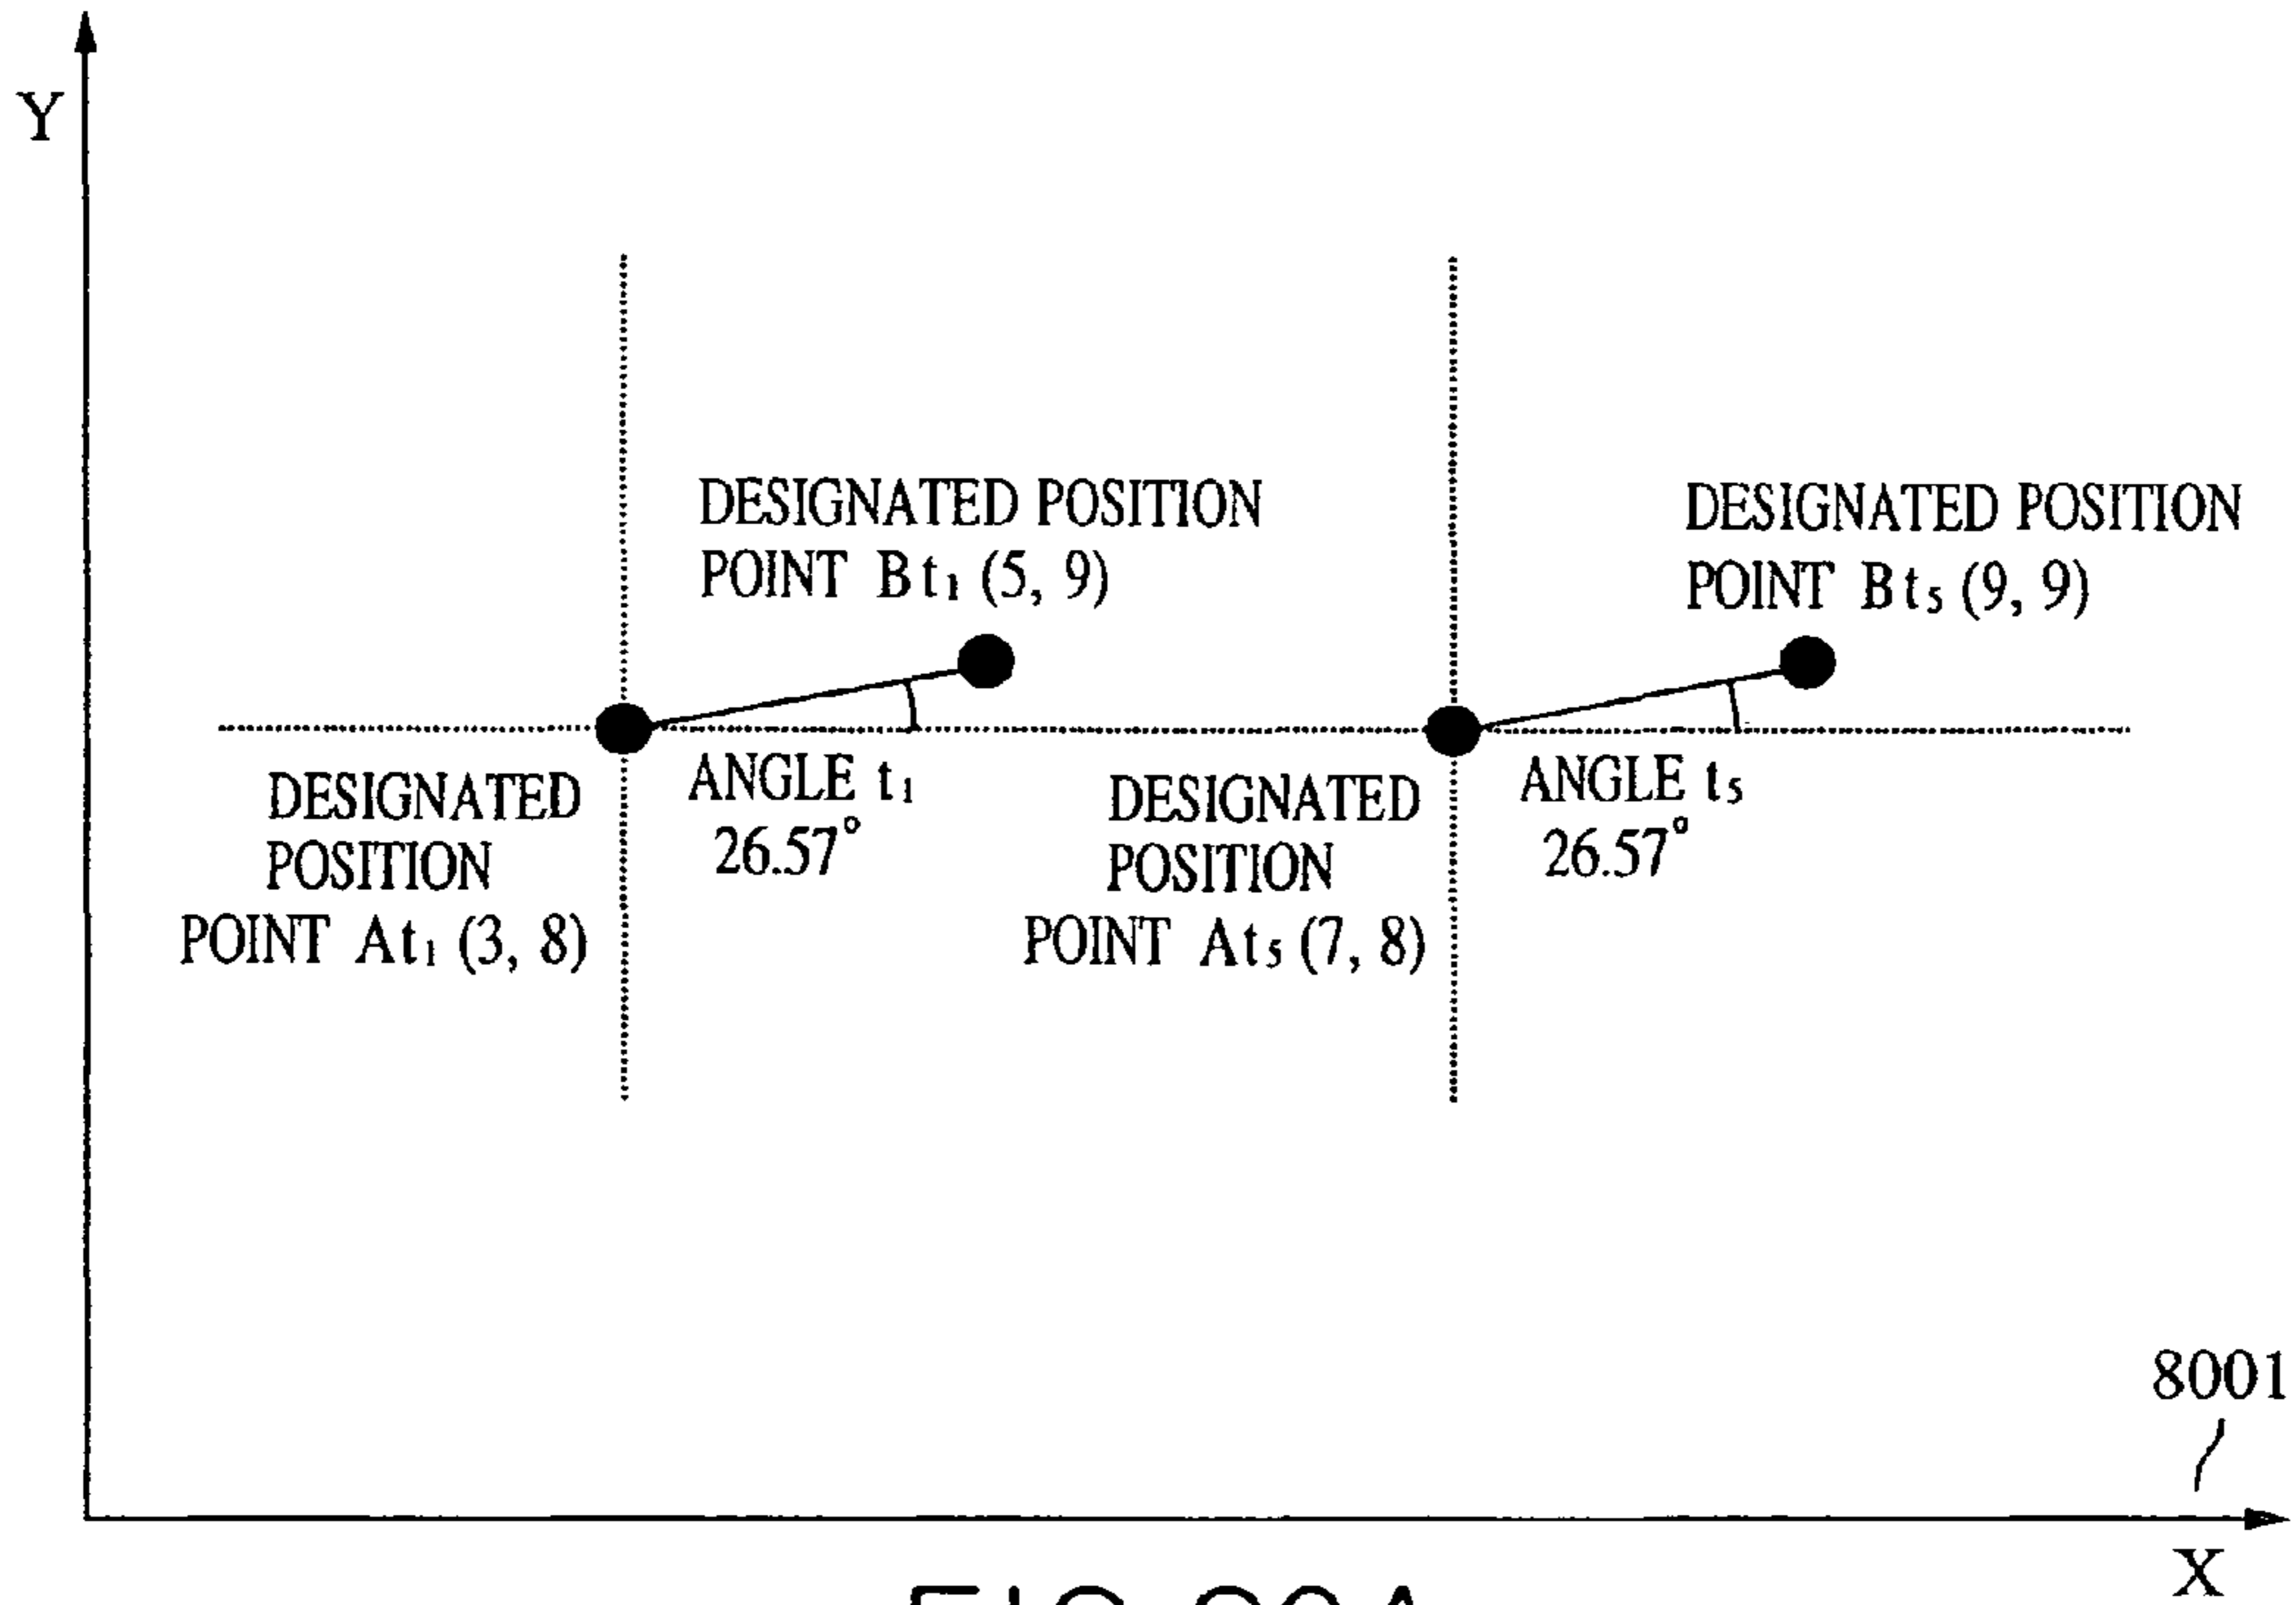 Y
DESIGNATED POSITION
POINT Bt₁ (5, 9)
DESIGNATED POSITION
POINT Bt₅ (9, 9)
DESIGNATED
POSITION
POINT At₁ (3, 8)
ANGLE t₁
26.57°
DESIGNATED
POSITION
POINT At₅ (7, 8)
ANGLE t₅
26.57°
8001
X